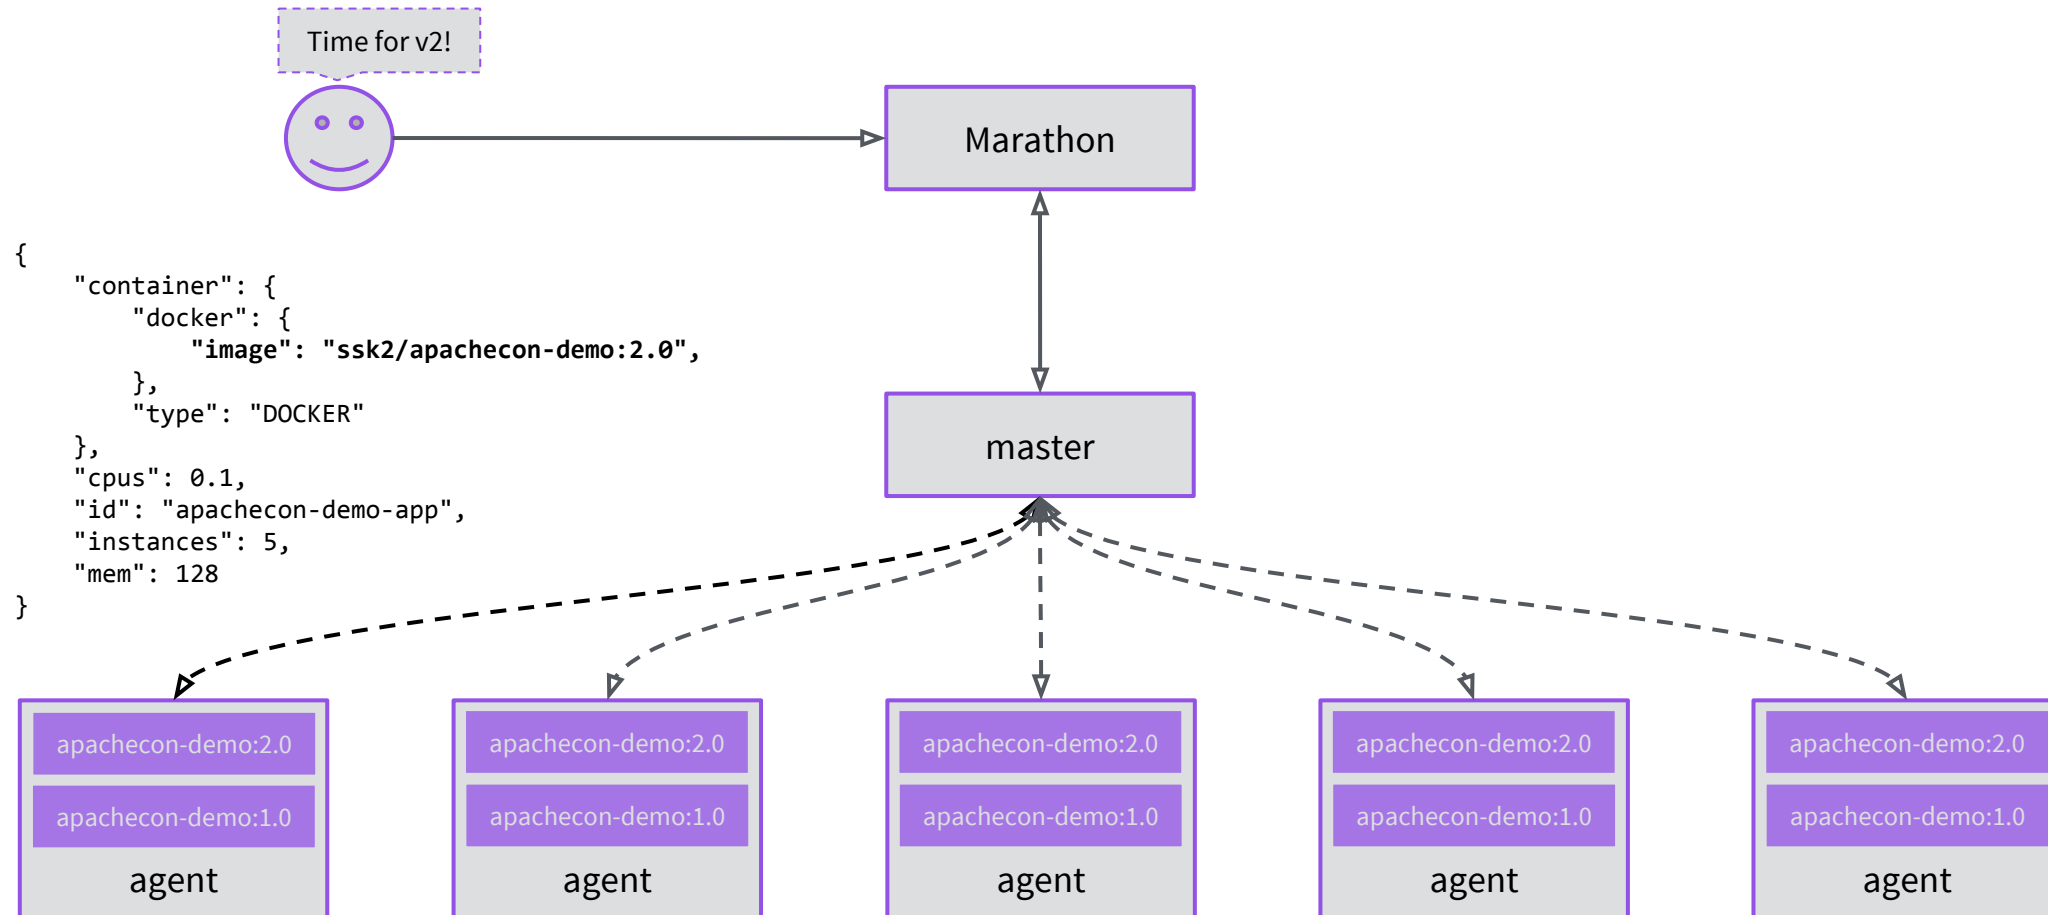 Time for v2!
Marathon
{
    "container": {
        "docker": {
            "image": "ssk2/apachecon-demo:2.0",
        },
        "type": "DOCKER"
    },
    "cpus": 0.1,
    "id": "apachecon-demo-app",
    "instances": 5,
    "mem": 128
}
master
apachecon-demo:2.0
apachecon-demo:1.0
agent
apachecon-demo:2.0
apachecon-demo:1.0
agent
apachecon-demo:2.0
apachecon-demo:1.0
agent
apachecon-demo:2.0
apachecon-demo:1.0
agent
apachecon-demo:2.0
apachecon-demo:1.0
agent